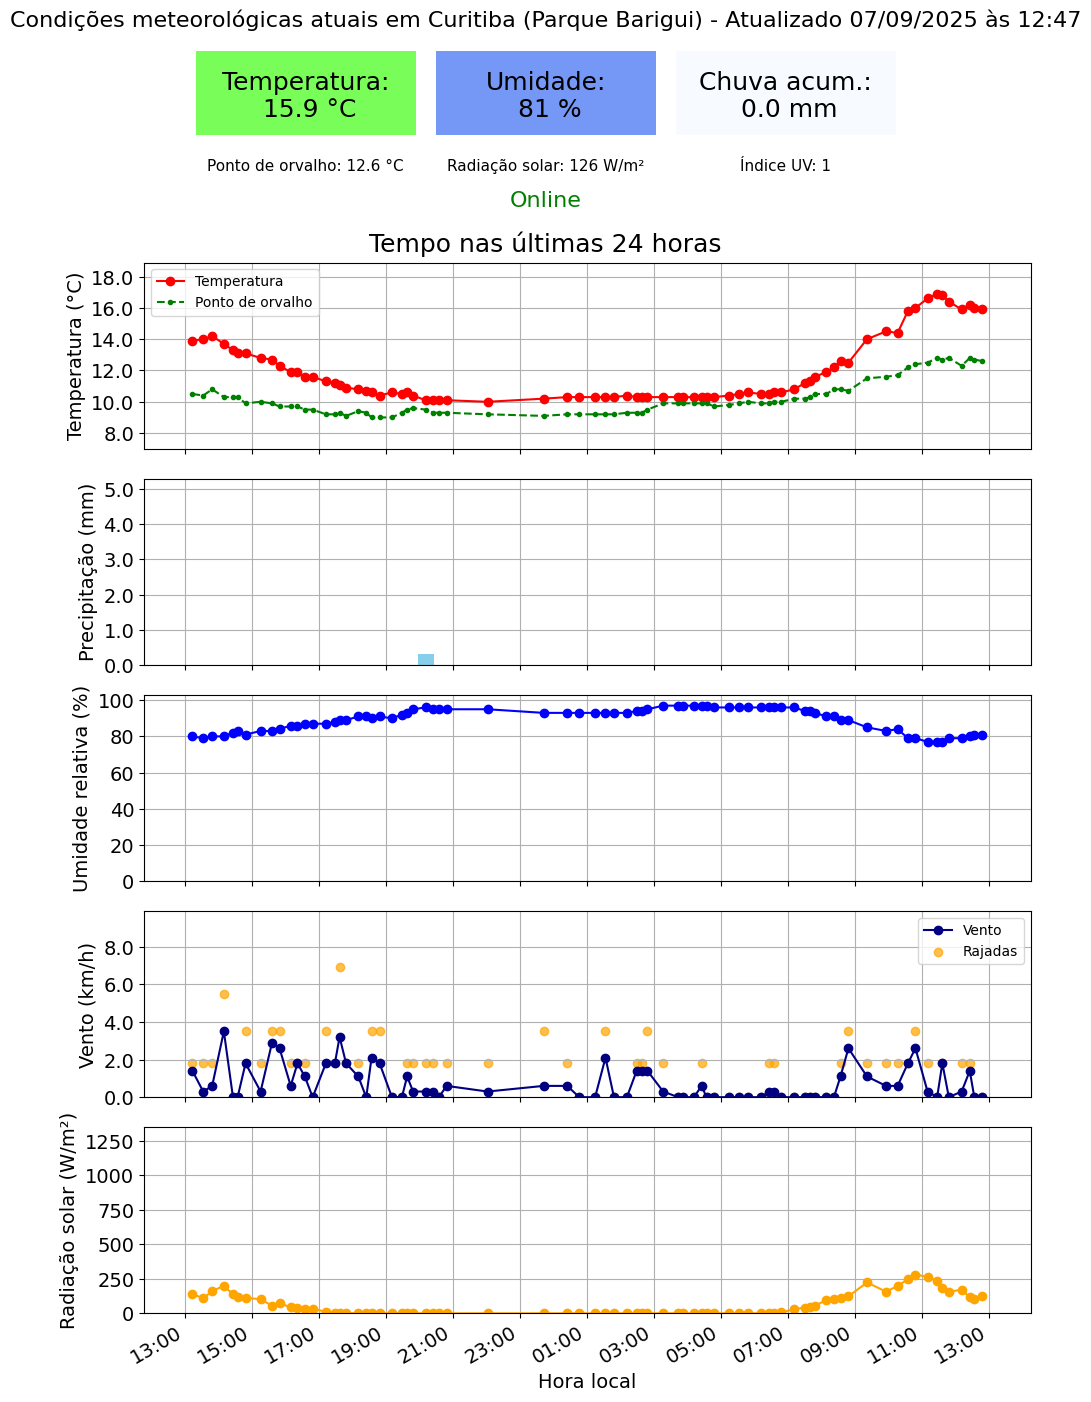 Condições meteorológicas atuais em Curitiba (Parque Barigui) - Atualizado 07/09/2025 às 12:47
Temperatura:
15.9 °C
Umidade:
81 %
Chuva acum.:
0.0 mm
Ponto de orvalho: 12.6 °C
Radiação solar: 126 W/m²
Índice UV: 1
Online
Tempo nas últimas 24 horas
Temperatura (°C)
18.0
16.0
14.0
12.0
10.0
8.0
Temperatura
Ponto de orvalho
Precipitação (mm)
5.0
4.0
3.0
2.0
1.0
0.0
Umidade relativa (%)
100
80
60
40
20
0
Vento (km/h)
8.0
6.0
4.0
2.0
0.0
Vento
Rajadas
Radiação solar (W/m²)
1250
1000
750
500
250
0
13:00
15:00
17:00
19:00
21:00
23:00
01:00
03:00
05:00
07:00
09:00
11:00
13:00
Hora local